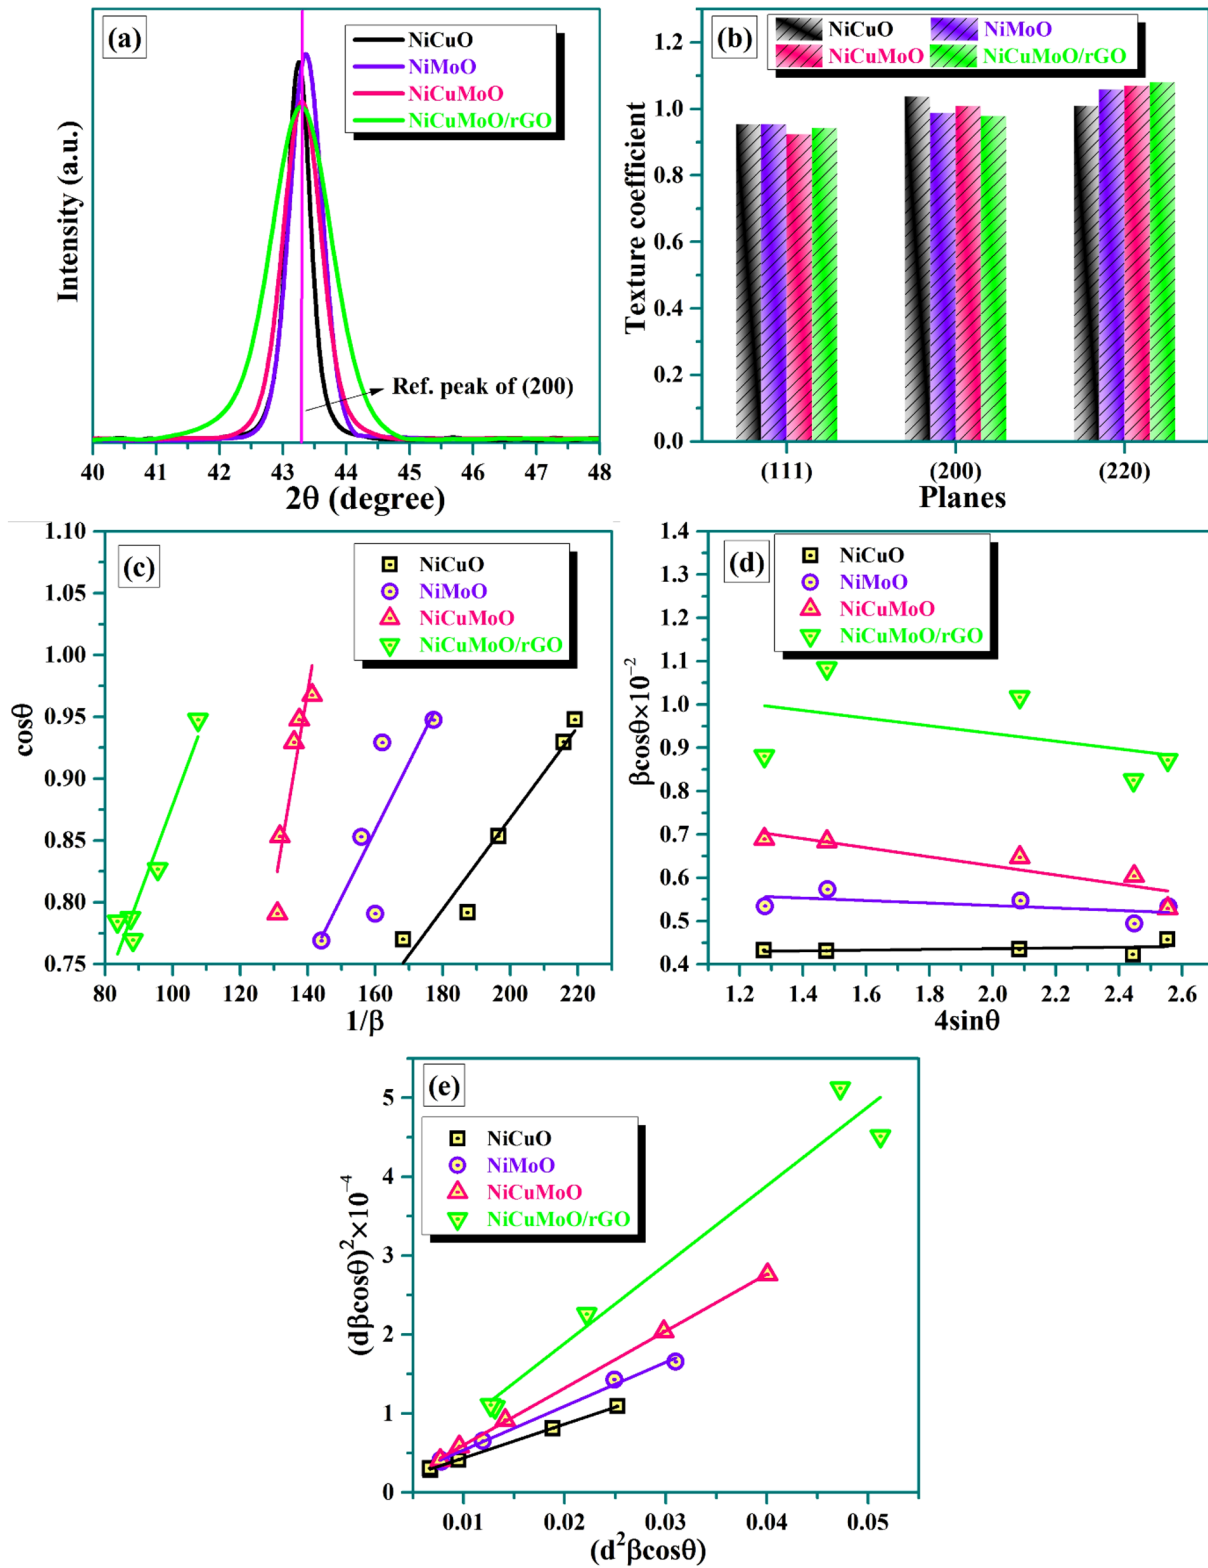 (a)
NiCuO
NiMoO
NiCuMoO
NiCuMoO/rGO
Ref. peak of (200)
Intensity (a.u.)
40 41 42 43 44 45 46 47 48
2θ (degree)
(b)
NiCuO NiMoO
NiCuMoO NiCuMoO/rGO
Texture coefficient
1.2
1.0
0.8
0.6
0.4
0.2
0.0
(111) (200) (220)
Planes
(c)
NiCuO
NiMoO
NiCuMoO
NiCuMoO/rGO
cosθ
1.10
1.05
1.00
0.95
0.90
0.85
0.80
0.75
80 100 120 140 160 180 200 220
1/β
(d)
NiCuO
NiMoO
NiCuMoO
NiCuMoO/rGO
βcosθ×10⁻²
1.4
1.3
1.2
1.1
1.0
0.9
0.8
0.7
0.6
0.5
0.4
1.2 1.4 1.6 1.8 2.0 2.2 2.4 2.6
4sinθ
(e)
NiCuO
NiMoO
NiCuMoO
NiCuMoO/rGO
(dβcosθ)²×10⁻⁴
5
4
3
2
1
0
0.01 0.02 0.03 0.04 0.05
(d²βcosθ)